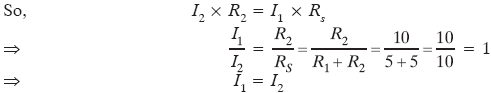 So, I₂ × R₂ = I₁ × Rₛ
⇒ I₁/I₂ = R₂/R_S = R₂/(R₁ + R₂) = 10/(5 + 5) = 10/10 = 1
⇒ I₁ = I₂